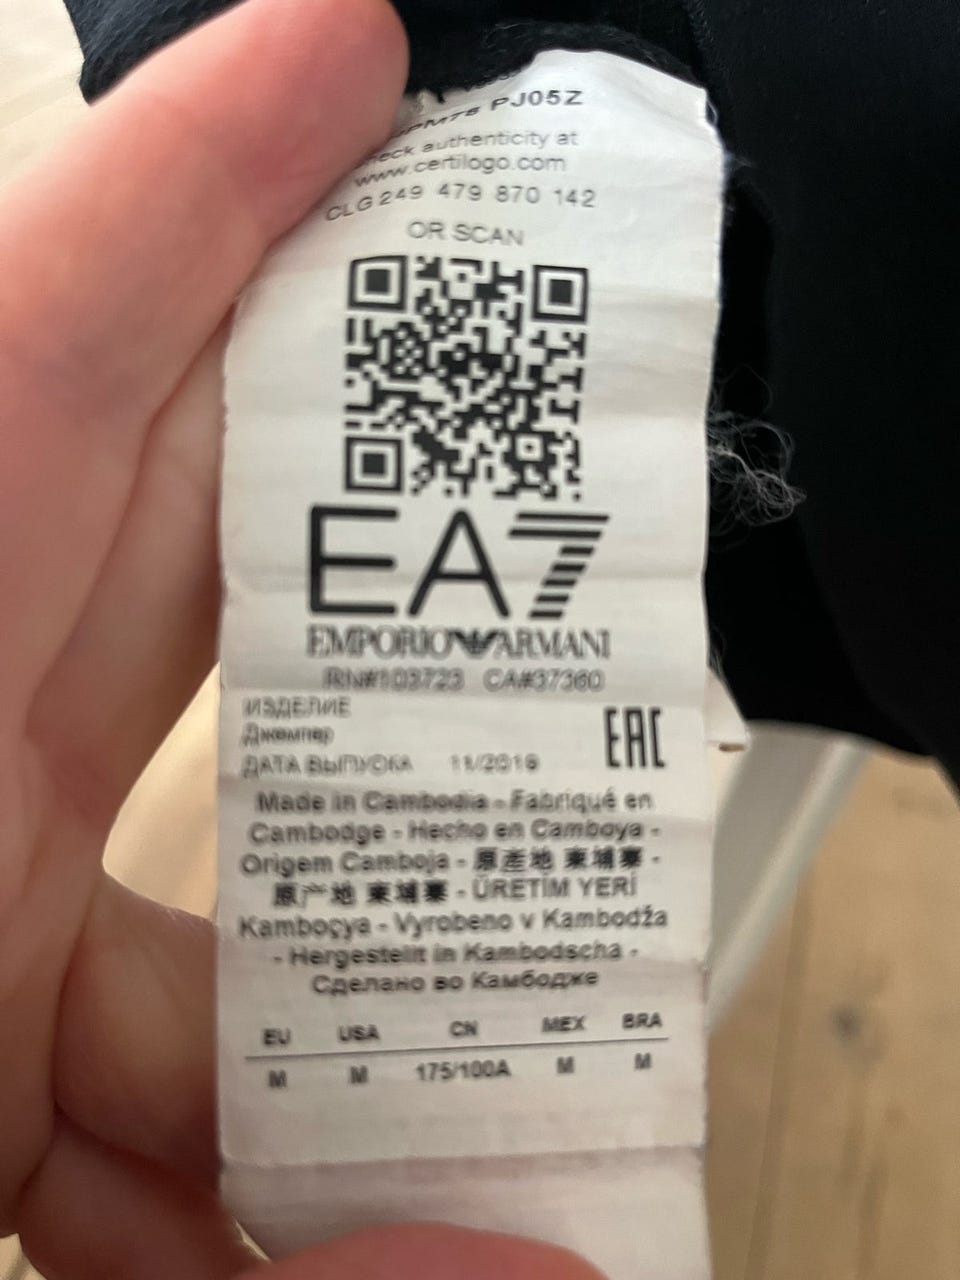 PJ05Z
check authenticity at
www.certilogo.com
CLG 249 479 870 142
OR SCAN
EA7
EMPORIO ARMANI
RN#103723 CA#37360
ИЗДЕЛИЕ
Джемпер
EAC
ДАТА ВЫПУСКА
Made in Cambodia - Fabriqué en
Cambodge - Hecho en Camboya -
Origem Camboja - 原產地 柬埔寨 -
原产地 柬埔寨 - ÜRETİM YERİ
Kamboçya - Vyrobeno v Kambodža
- Hergestellt in Kambodscha -
Сделано во Камбодже
EU USA CN MEX BRA
M M 175/100A M M